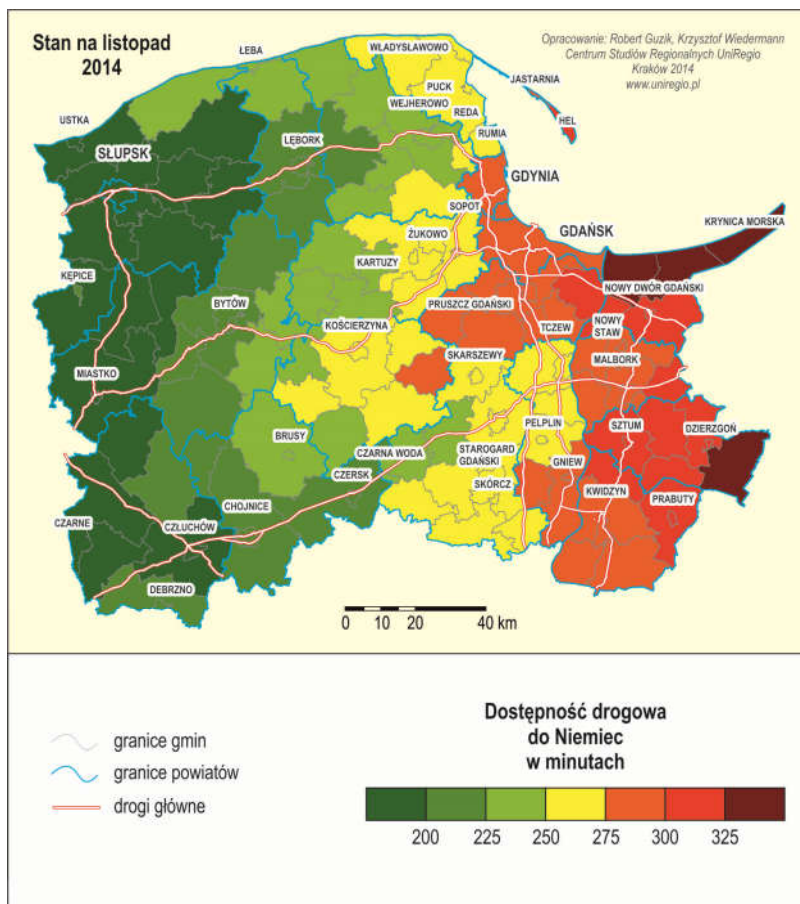 Stan na listopad
2014
Opracowanie: Robert Guzik, Krzysztof Wiedermann
Centrum Studiów Regionalnych UniRegio
Kraków 2014
www.uniregio.pl
ŁEBA
WŁADYSŁAWOWO
JASTARNIA
PUCK
WEJHEROWO
HEL
REDA
USTKA
RUMIA
LĘBORK
SŁUPSK
GDYNIA
SOPOT
KRYNICA MORSKA
GDAŃSK
ŻUKOWO
KARTUZY
KĘPICE
NOWY DWÓR GDAŃSKI
BYTÓW
PRUSZCZ GDAŃSKI
NOWY
STAW
KOŚCIERZYNA
TCZEW
SKARSZEWY
MALBORK
MIASTKO
PELPLIN
SZTUM
DZIERZGOŃ
BRUSY
STAROGARD
GDAŃSKI
CZARNA WODA
GNIEW
CZERSK
SKÓRCZ
KWIDZYN
PRABUTY
CHOJNICE
CZARNE
CZŁUCHÓW
DEBRZNO
0 10 20 40 km
granice gmin
granice powiatów
drogi główne
Dostępność drogowa
do Niemiec
w minutach
200 225 250 275 300 325